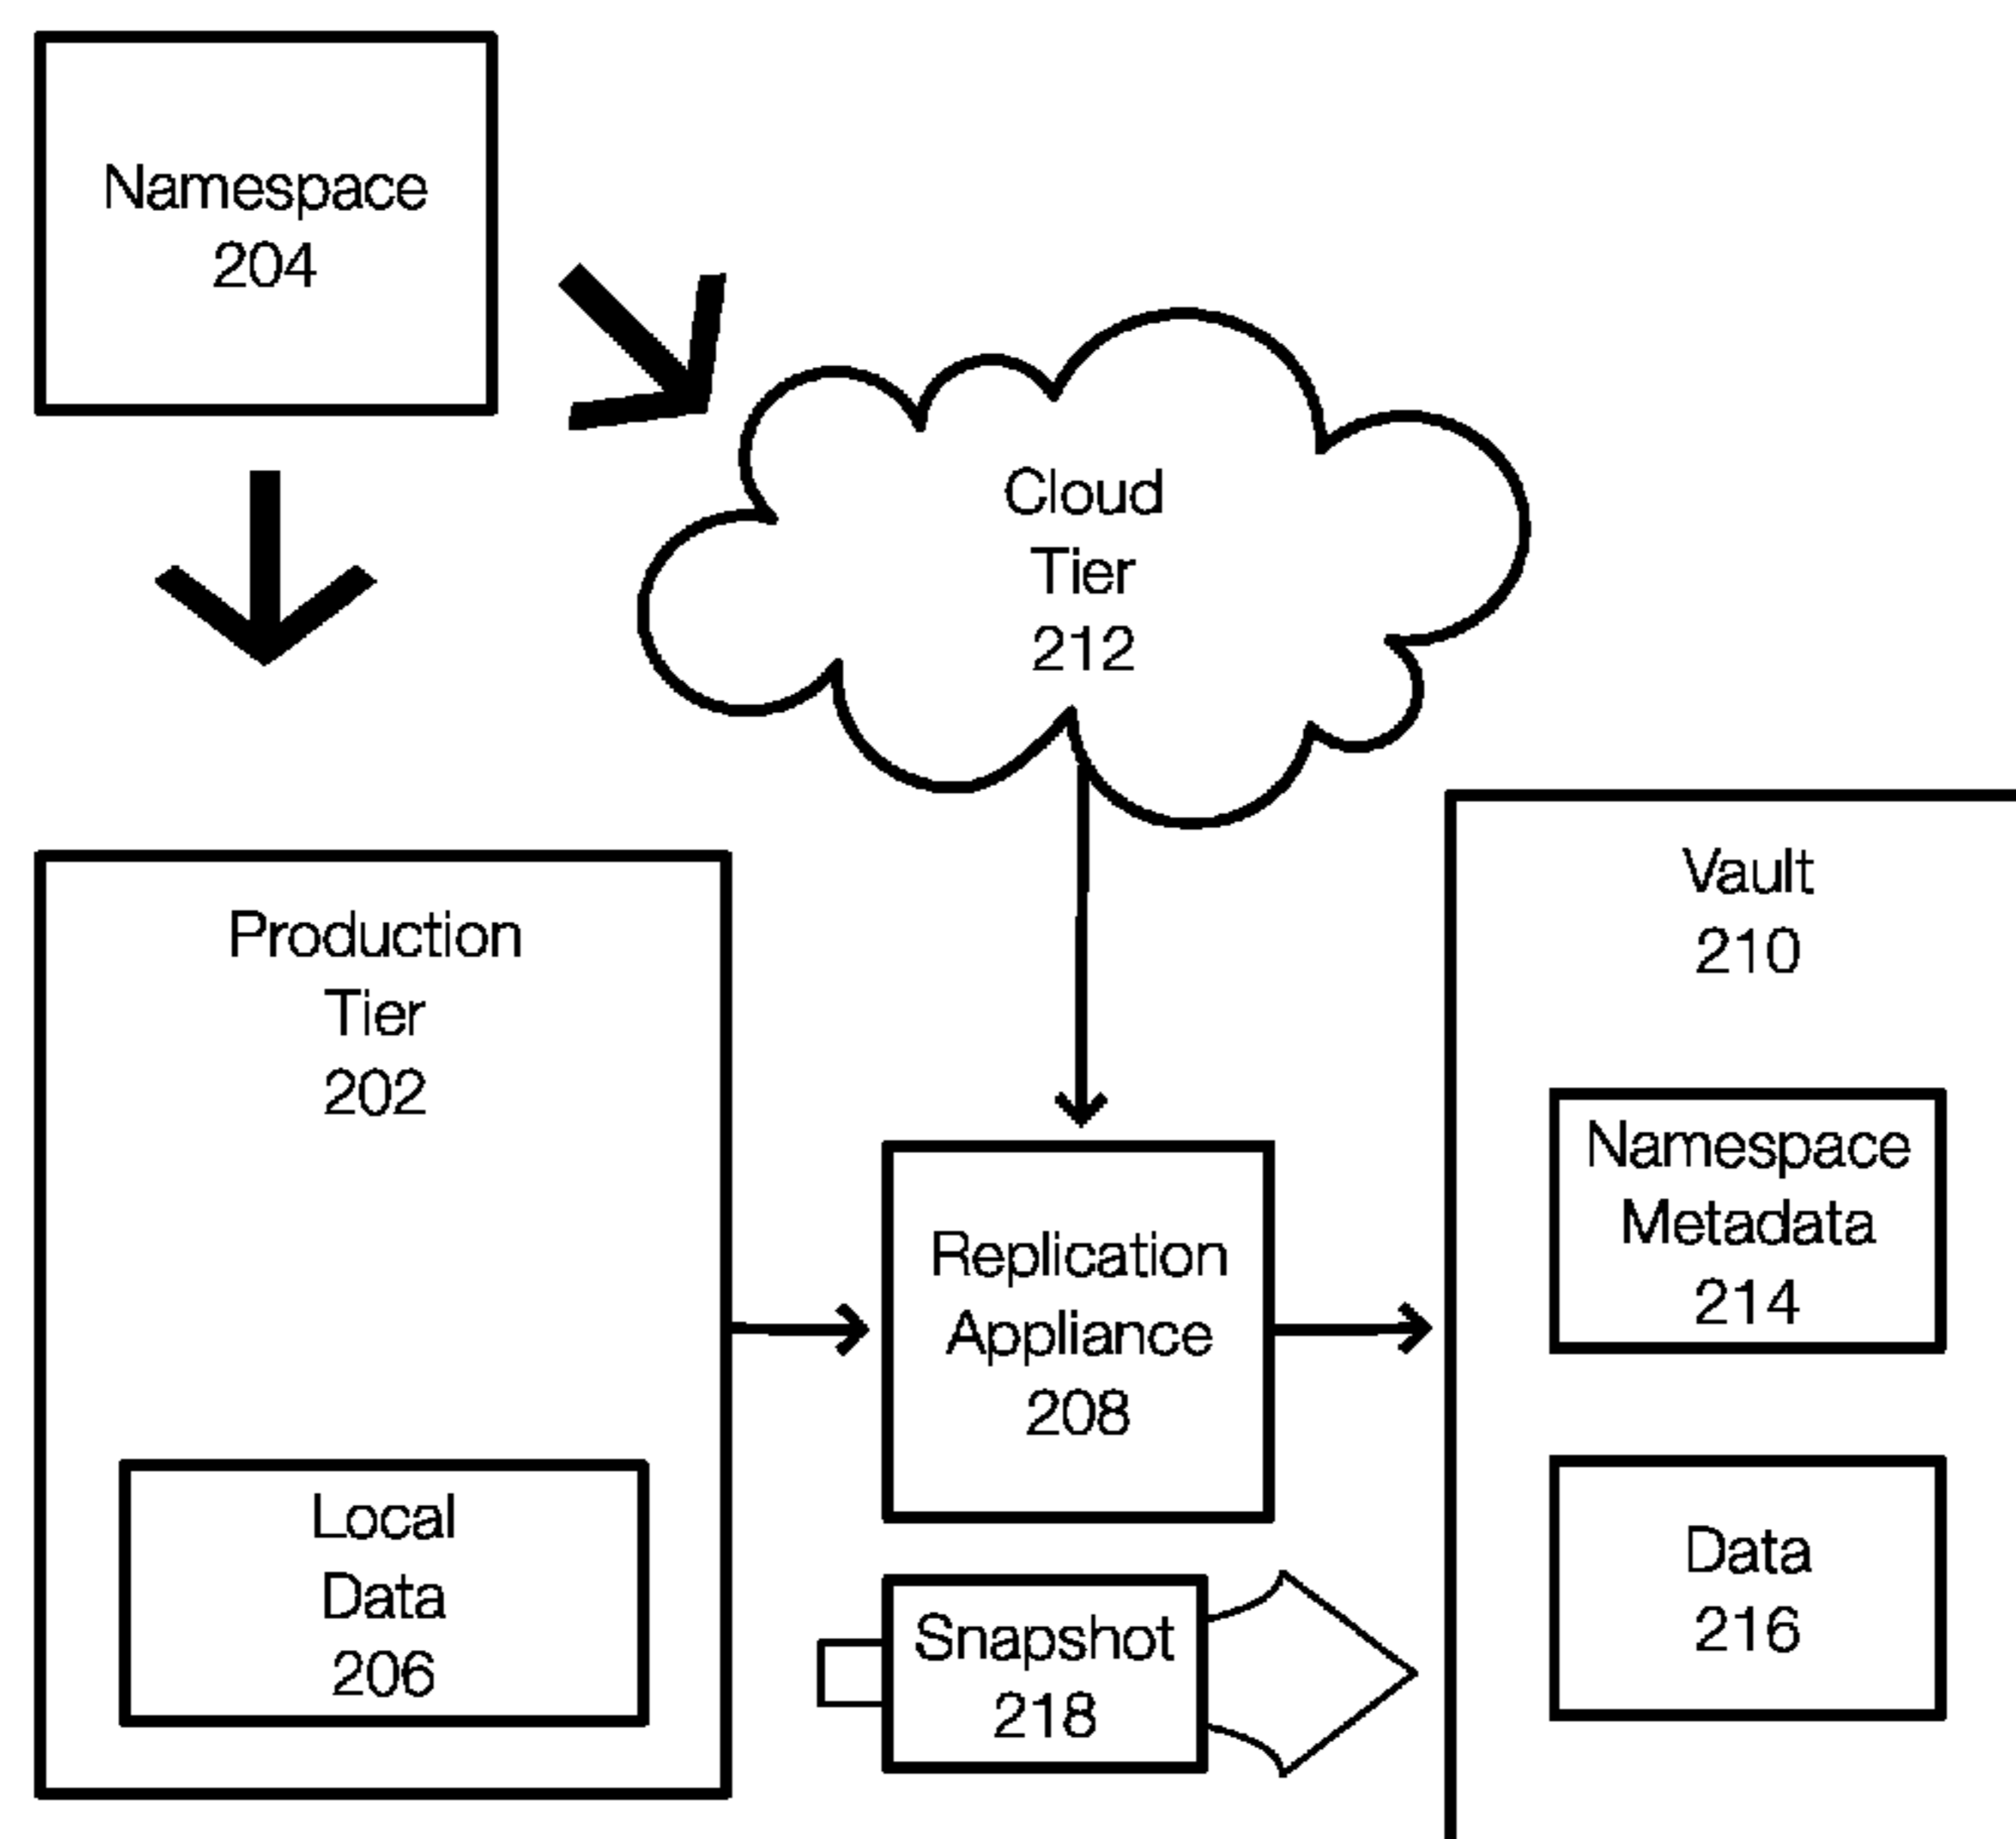 Namespace
204
Cloud
Tier
212
Production
Tier
202
Local
Data
206
Replication
Appliance
208
Snapshot
218
Vault
210
Namespace
Metadata
214
Data
216